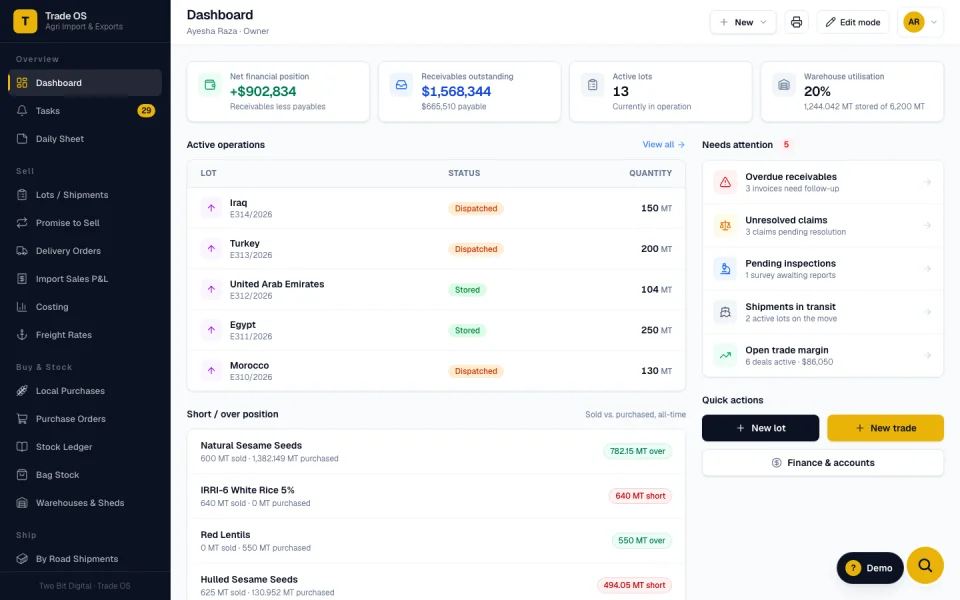 T
Trade OS
Agri Import & Exports
Overview
Dashboard
Tasks
29
Daily Sheet
Sell
Lots / Shipments
Promise to Sell
Delivery Orders
Import Sales P&L
Costing
Freight Rates
Buy & Stock
Local Purchases
Purchase Orders
Stock Ledger
Bag Stock
Warehouses & Sheds
Ship
By Road Shipments
Two Bit Digital · Trade OS
Dashboard
Ayesha Raza · Owner
New
Edit mode
AR
Net financial position
+$902,834
Receivables less payables
Receivables outstanding
$1,568,344
$665,510 payable
Active lots
13
Currently in operation
Warehouse utilisation
20%
1,244.042 MT stored of 6,200 MT
Active operations
View all →
LOT STATUS QUANTITY
Iraq
E314/2026
Dispatched
150 MT
Turkey
E313/2026
Dispatched
200 MT
United Arab Emirates
E312/2026
Stored
104 MT
Egypt
E311/2026
Stored
250 MT
Morocco
E310/2026
Dispatched
130 MT
Short / over position
Sold vs. purchased, all-time
Natural Sesame Seeds
600 MT sold · 1,382.149 MT purchased
782.15 MT over
IRRI-6 White Rice 5%
640 MT sold · 0 MT purchased
640 MT short
Red Lentils
0 MT sold · 550 MT purchased
550 MT over
Hulled Sesame Seeds
625 MT sold · 130.952 MT purchased
494.05 MT short
Needs attention
5
Overdue receivables
3 invoices need follow-up
Unresolved claims
3 claims pending resolution
Pending inspections
1 survey awaiting reports
Shipments in transit
2 active lots on the move
Open trade margin
6 deals active · $86,050
Quick actions
+ New lot
+ New trade
Finance & accounts
? Demo